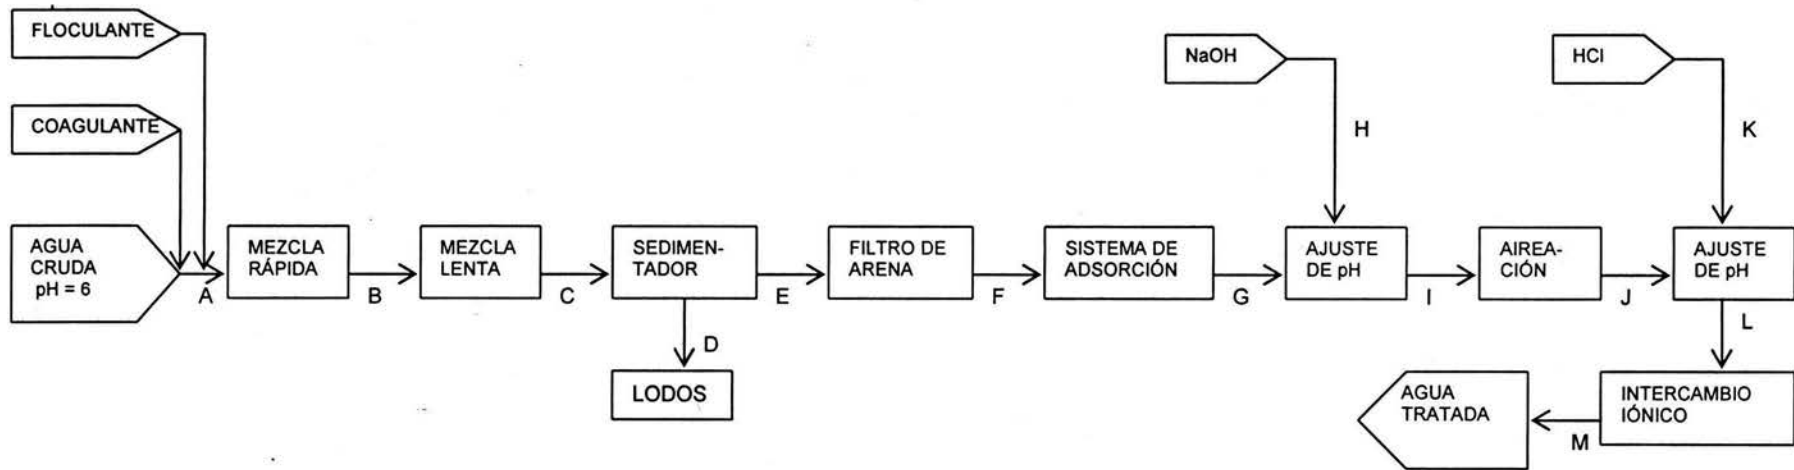 FLOCULANTE
COAGULANTE
AGUA
CRUDA
pH = 6
A
MEZCLA
RÁPIDA
B
MEZCLA
LENTA
C
SEDIMEN-
TADOR
D
LODOS
E
FILTRO DE
ARENA
F
SISTEMA DE
ADSORCIÓN
G
NaOH
H
AJUSTE
DE pH
I
AIREA-
CIÓN
J
HCl
K
AJUSTE
DE pH
L
INTERCAMBIO
IÓNICO
M
AGUA
TRATADA